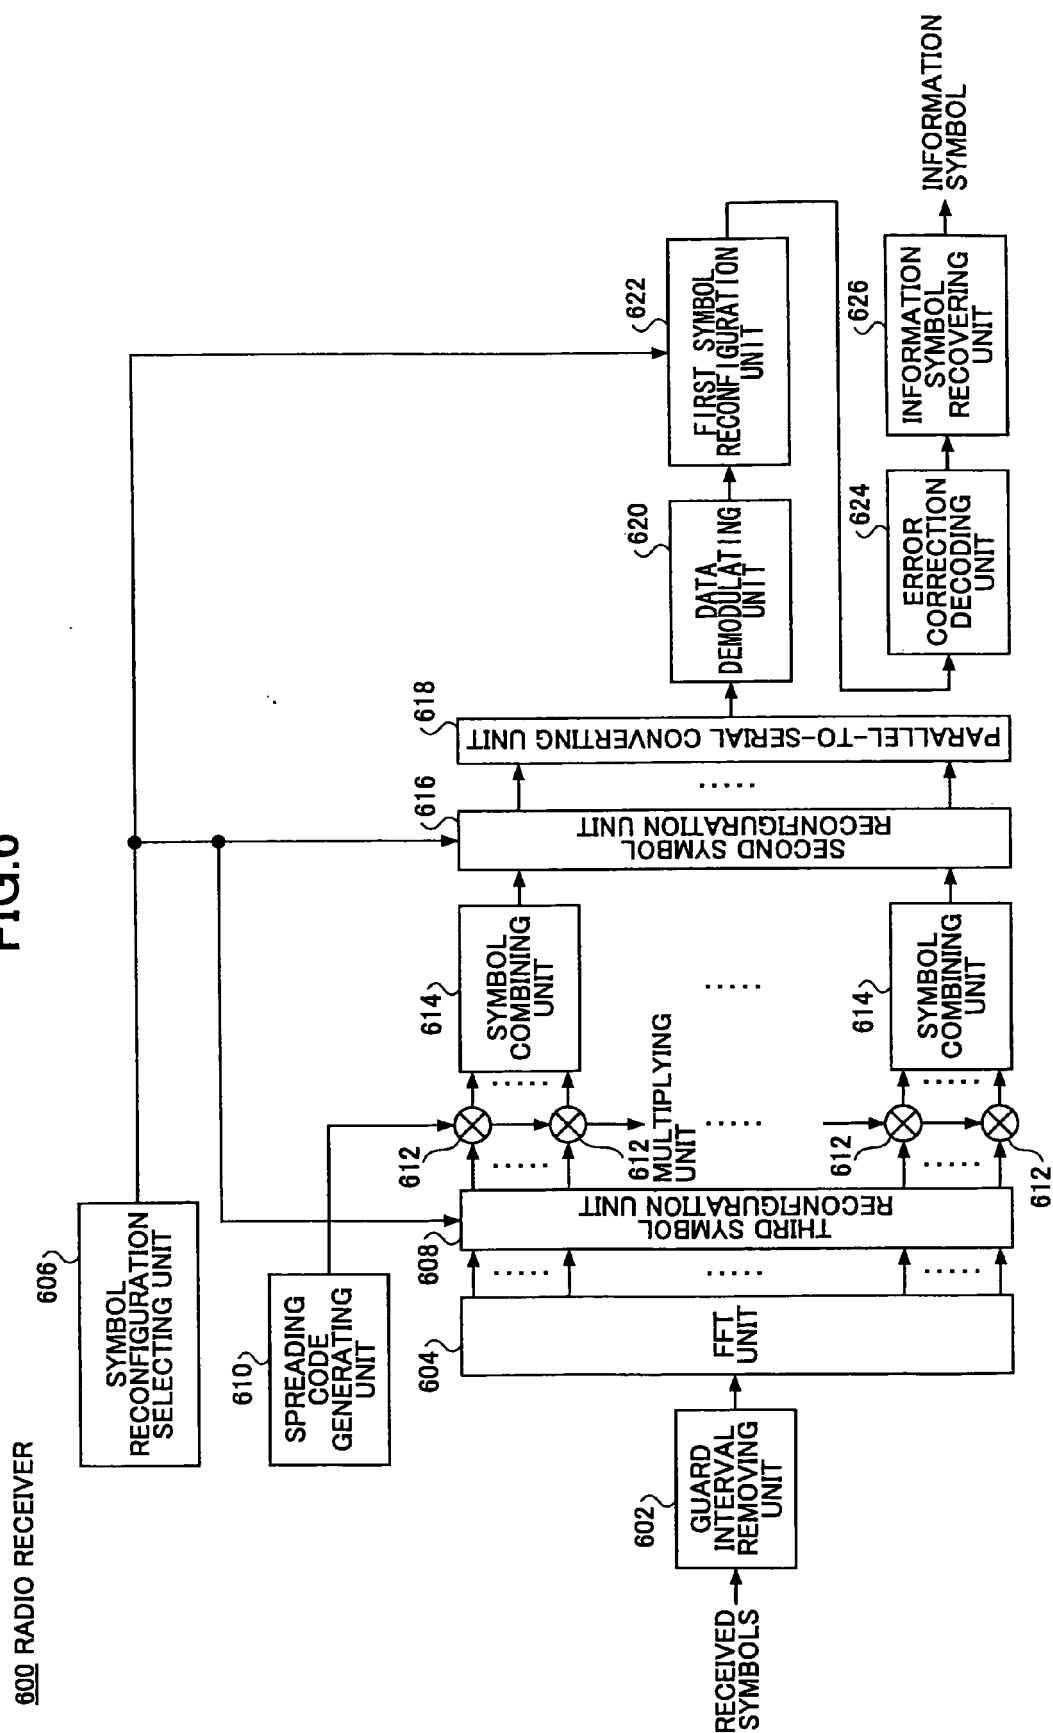 FIG.6
600 RADIO RECEIVER
606
SYMBOL
RECONFIGURATION
SELECTING UNIT
610
SPREADING
CODE
GENERATING
UNIT
RECEIVED
SYMBOLS
602
GUARD
INTERVAL
REMOVING
UNIT
604
FFT
UNIT
608
THIRD SYMBOL
RECONFIGURATION UNIT
612
612
MULTIPLYING
UNIT
612
612
614
SYMBOL
COMBINING
UNIT
614
SYMBOL
COMBINING
UNIT
616
SECOND SYMBOL
RECONFIGURATION UNIT
618
PARALLEL-TO-SERIAL CONVERTING UNIT
620
DATA
DEMODULATING
UNIT
622
FIRST SYMBOL
RECONFIGURATION
UNIT
624
ERROR
CORRECTION
DECODING
UNIT
626
INFORMATION
SYMBOL
RECOVERING
UNIT
INFORMATION
SYMBOL